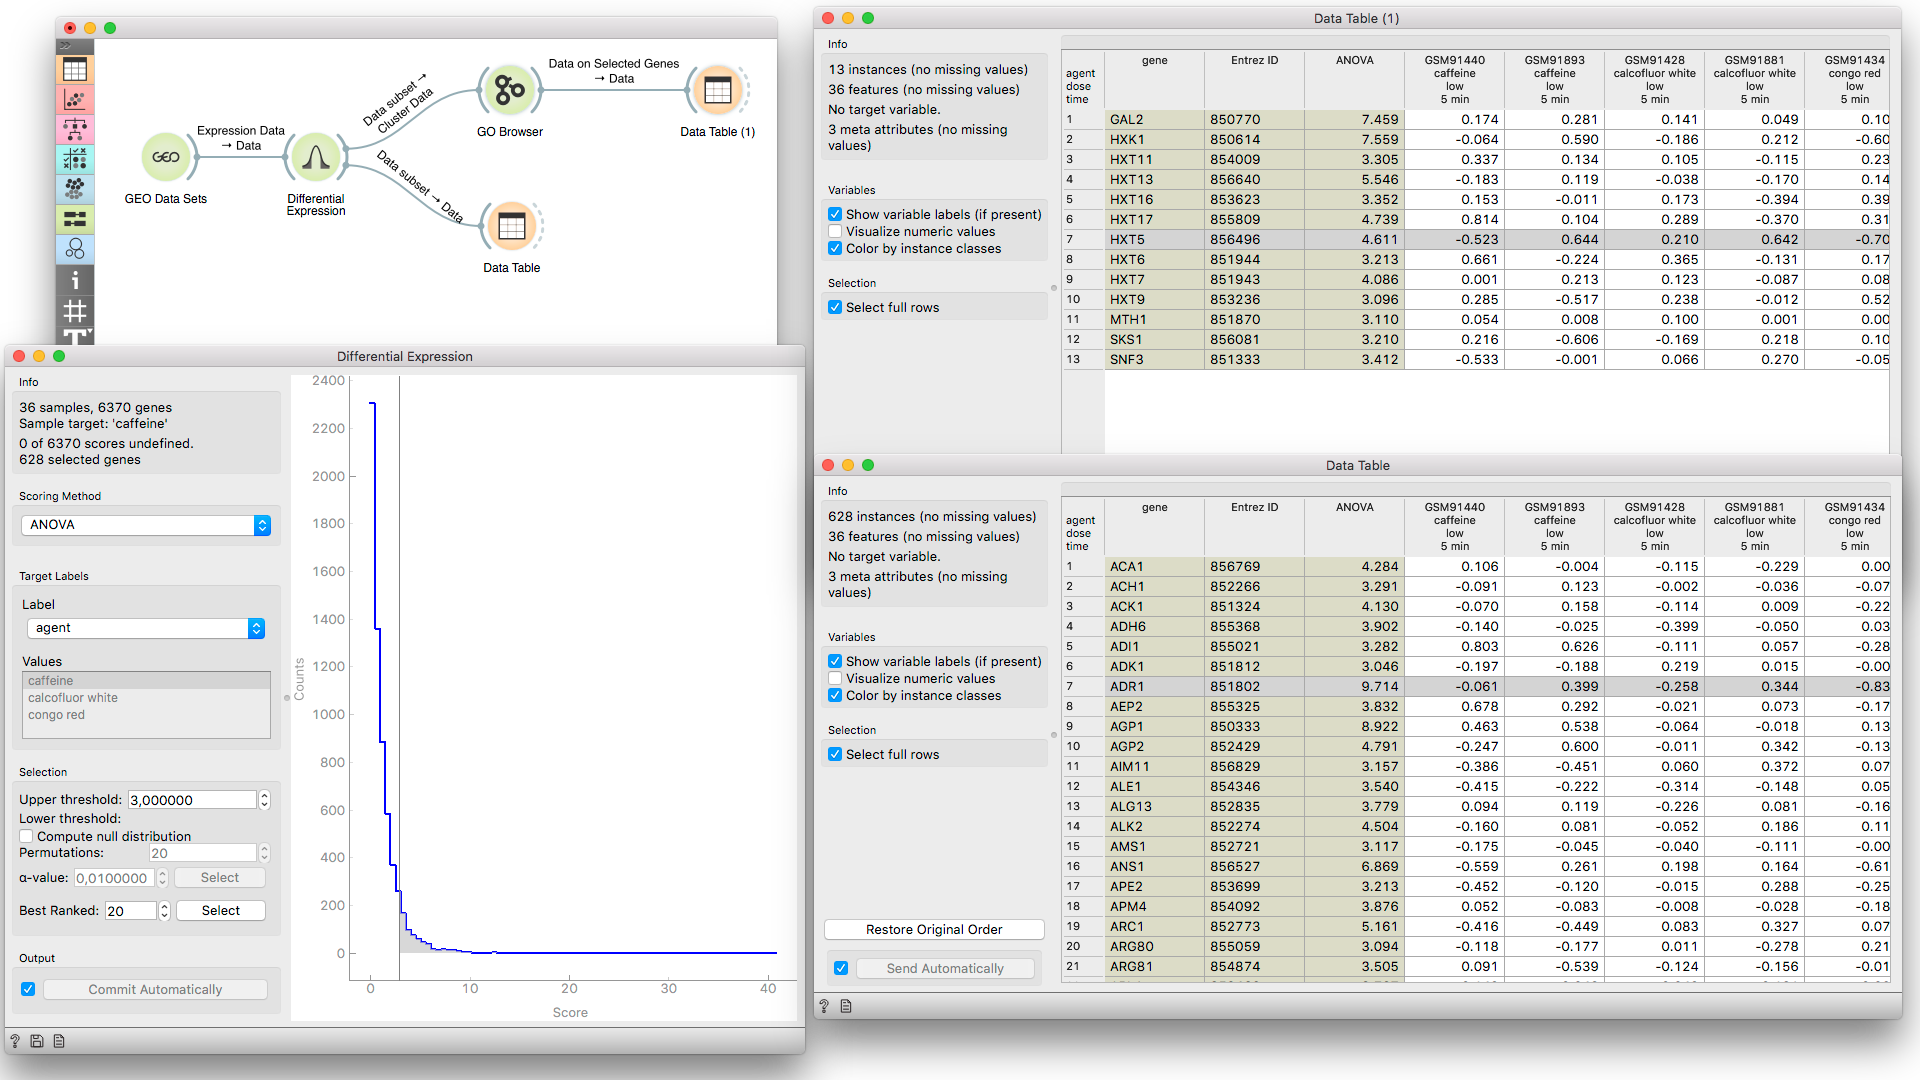 Expression Data
→ Data
Data subset →
Cluster Data
Data subset → Data
Data on Selected Genes
→ Data
GEO
GEO Data Sets
Differential
Expression
GO Browser
Data Table (1)
Data Table
Differential Expression
Info
36 samples, 6370 genes
Sample target: 'caffeine'
0 of 6370 scores undefined.
628 selected genes
Scoring Method
ANOVA
Target Labels
Label
agent
Values
caffeine
calcofluor white
congo red
Selection
Upper threshold: 3,000000
Lower threshold:
Compute null distribution
Permutations: 20
α-value: 0,0100000 Select
Best Ranked: 20 Select
Output
Commit Automatically
Counts
2400
2200
2000
1800
1600
1400
1200
1000
800
600
400
200
0
0 10 20 30 40
Score
Data Table (1)
Info
13 instances (no missing values)
36 features (no missing values)
No target variable.
3 meta attributes (no missing
values)
Variables
Show variable labels (if present)
Visualize numeric values
Color by instance classes
Selection
Select full rows
gene Entrez ID ANOVA GSM91440 GSM91893 GSM91428 GSM91881 GSM91434
agent caffeine caffeine calcofluor white calcofluor white congo red
dose low low low low low
time 5 min 5 min 5 min 5 min 5 min
1 GAL2 850770 7.459 0.174 0.281 0.141 0.049 0.10
2 HXK1 850614 7.559 -0.064 0.590 -0.186 0.212 -0.60
3 HXT11 854009 3.305 0.337 0.134 0.105 -0.115 0.23
4 HXT13 856640 5.546 -0.183 0.119 -0.038 -0.170 0.14
5 HXT16 853623 3.352 0.153 -0.011 0.173 -0.394 0.39
6 HXT17 855809 4.739 0.814 0.104 0.289 -0.370 0.31
7 HXT5 856496 4.611 -0.523 0.644 0.210 0.642 -0.70
8 HXT6 851944 3.213 0.661 -0.224 0.365 -0.131 0.17
9 HXT7 851943 4.086 0.001 0.213 0.123 -0.087 0.08
10 HXT9 853236 3.096 0.285 -0.517 0.238 -0.012 0.52
11 MTH1 851870 3.110 0.054 0.008 0.100 0.001 0.00
12 SKS1 856081 3.210 0.216 -0.606 -0.169 0.218 0.10
13 SNF3 851333 3.412 -0.533 -0.001 0.066 0.270 -0.05
Data Table
Info
628 instances (no missing values)
36 features (no missing values)
No target variable.
3 meta attributes (no missing
values)
Variables
Show variable labels (if present)
Visualize numeric values
Color by instance classes
Selection
Select full rows
Restore Original Order
Send Automatically
gene Entrez ID ANOVA GSM91440 GSM91893 GSM91428 GSM91881 GSM91434
agent caffeine caffeine calcofluor white calcofluor white congo red
dose low low low low low
time 5 min 5 min 5 min 5 min 5 min
1 ACA1 856769 4.284 0.106 -0.004 -0.115 -0.229 0.00
2 ACH1 852266 3.291 -0.091 0.123 -0.002 -0.036 -0.07
3 ACK1 851324 4.130 -0.070 0.158 -0.114 0.009 -0.22
4 ADH6 855368 3.902 -0.140 -0.025 -0.399 -0.050 0.03
5 ADI1 855021 3.282 0.803 0.626 -0.111 0.057 -0.28
6 ADK1 851812 3.046 -0.197 -0.188 0.219 0.015 -0.00
7 ADR1 851802 9.714 -0.061 0.399 -0.258 0.344 -0.83
8 AEP2 855325 3.832 0.678 0.292 -0.021 0.073 -0.17
9 AGP1 850333 8.922 0.463 0.538 -0.064 -0.018 0.13
10 AGP2 852429 4.791 -0.247 0.600 -0.011 0.342 -0.13
11 AIM11 856829 3.157 -0.386 -0.451 0.060 0.372 0.07
12 ALE1 854346 3.540 -0.415 -0.222 -0.314 -0.148 0.05
13 ALG13 852835 3.779 0.094 0.119 -0.226 0.081 -0.16
14 ALK2 852274 4.504 -0.160 0.081 -0.052 0.186 0.11
15 AMS1 852721 3.117 -0.175 -0.045 -0.040 -0.111 -0.00
16 ANS1 856527 6.869 -0.559 0.261 0.198 0.164 -0.61
17 APE2 853699 3.213 -0.452 -0.120 -0.015 0.288 -0.25
18 APM4 854092 3.876 0.052 -0.083 -0.008 -0.028 -0.18
19 ARC1 852773 5.161 -0.416 -0.449 0.083 0.327 0.07
20 ARG80 855059 3.094 -0.118 -0.177 0.011 -0.278 0.21
21 ARG81 854874 3.505 0.091 -0.539 -0.124 -0.156 -0.01